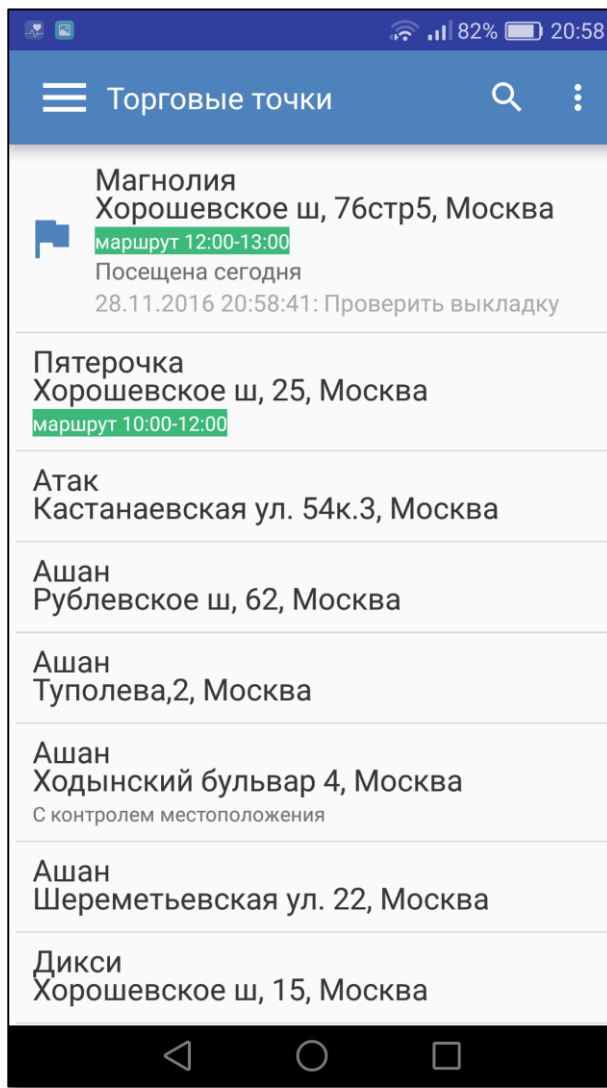 82% 20:58
Торговые точки
Магнолия
Хорошевское ш, 76стр5, Москва
маршрут 12:00-13:00
Посещена сегодня
28.11.2016 20:58:41: Проверить выкладку
Пятерочка
Хорошевское ш, 25, Москва
маршрут 10:00-12:00
Атак
Кастанаевская ул. 54к.3, Москва
Ашан
Рублевское ш, 62, Москва
Ашан
Туполева,2, Москва
Ашан
Ходынский бульвар 4, Москва
С контролем местоположения
Ашан
Шереметьевская ул. 22, Москва
Дикси
Хорошевское ш, 15, Москва